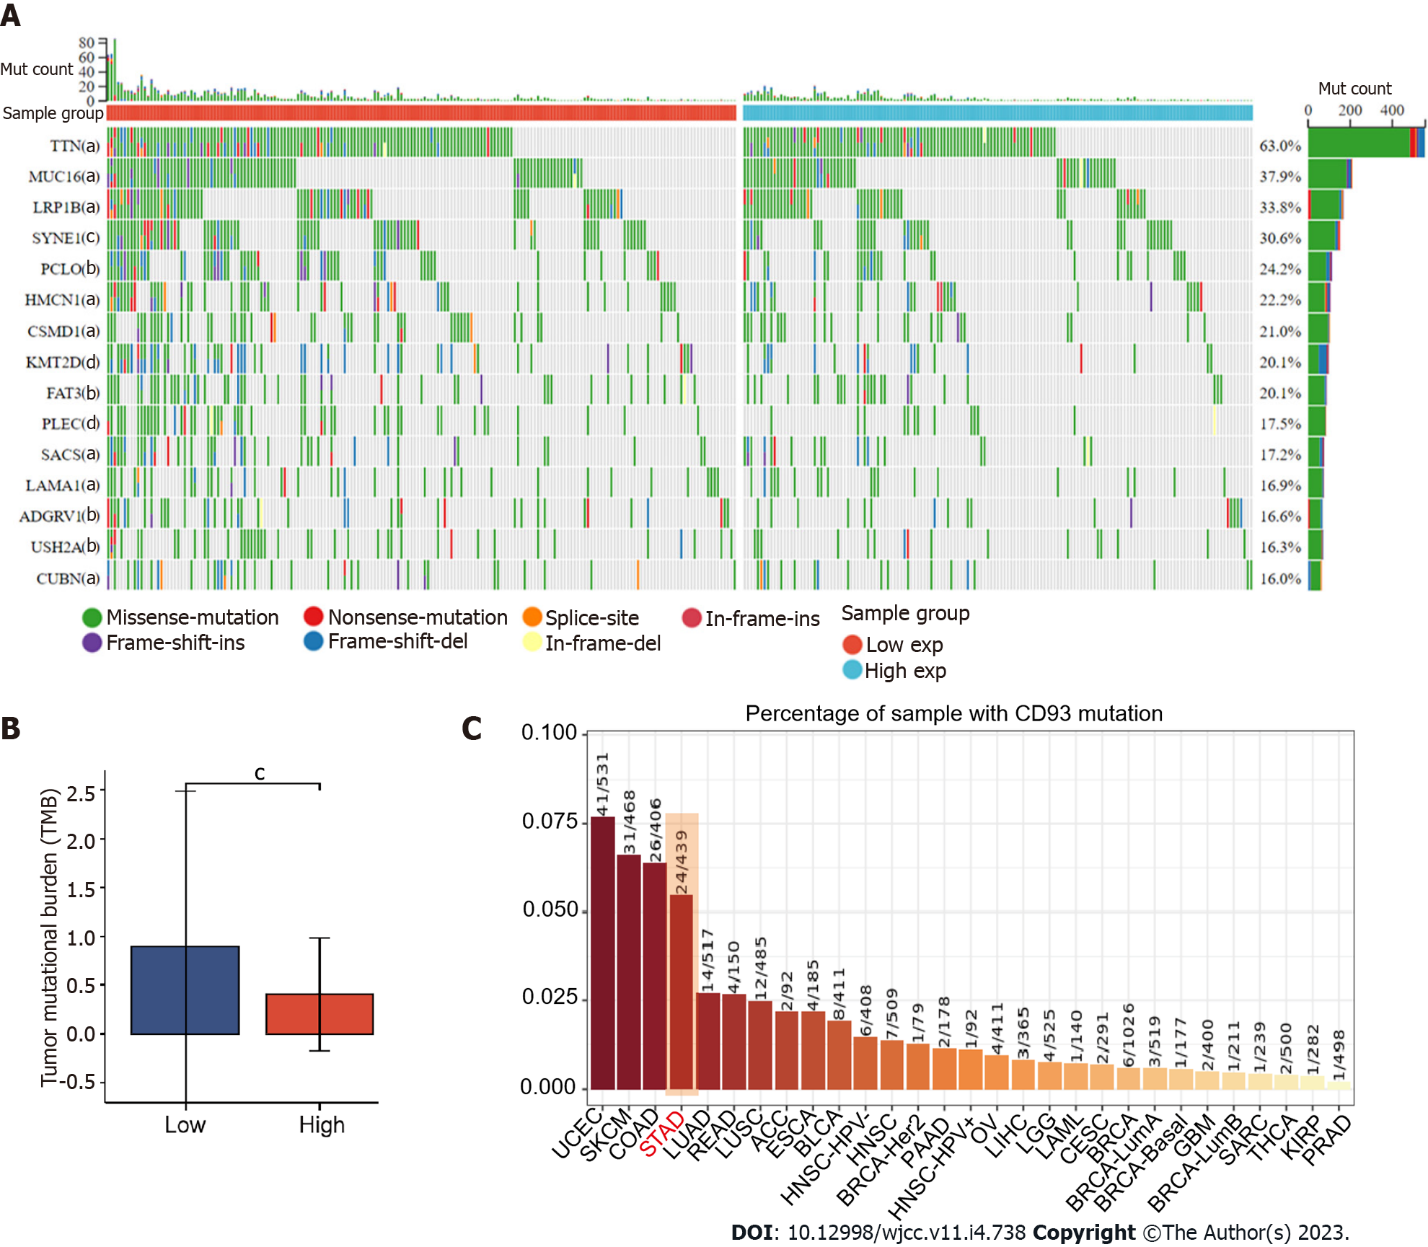 A
80
60
40
20
0
Mut count
Mut count
0 200 400
Sample group
TTN(a) 63.0%
MUC16(a) 37.9%
LRP1B(a) 33.8%
SYNE1(c) 30.6%
PCLO(b) 24.2%
HMCN1(a) 22.2%
CSMD1(a) 21.0%
KMT2D(d) 20.1%
FAT3(b) 20.1%
PLEC(d) 17.5%
SACS(a) 17.2%
LAMA1(a) 16.9%
ADGRV1(b) 16.6%
USH2A(b) 16.3%
CUBN(a) 16.0%
Missense-mutation Nonsense-mutation Splice-site In-frame-ins
Frame-shift-ins Frame-shift-del In-frame-del
Sample group
Low exp
High exp
B
Tumor mutational burden (TMB)
2.5
2.0
1.5
1.0
0.5
0.0
-0.5
c
Low High
C
Percentage of sample with CD93 mutation
0.100
0.075
0.050
0.025
0.000
41/531
31/468
26/406
24/439
14/517
4/150
12/485
2/92
4/185
8/411
6/408
7/509
1/79
2/178
1/92
4/411
3/365
4/525
1/140
2/291
6/1026
3/519
1/177
2/400
1/211
1/239
2/500
1/282
1/498
UCEC
SKCM
COAD
STAD
LUAD
READ
LUSC
ACC
ESCA
BLCA
HNSC-HPV-
HNSC
BRCA-Her2
PAAD
HNSC-HPV+
OV
LIHC
LGG
LAML
CESC
BRCA
BRCA-LumA
BRCA-Basal
GBM
BRCA-LumB
SARC
THCA
KIRP
PRAD
DOI: 10.12998/wjcc.v11.i4.738 Copyright ©The Author(s) 2023.